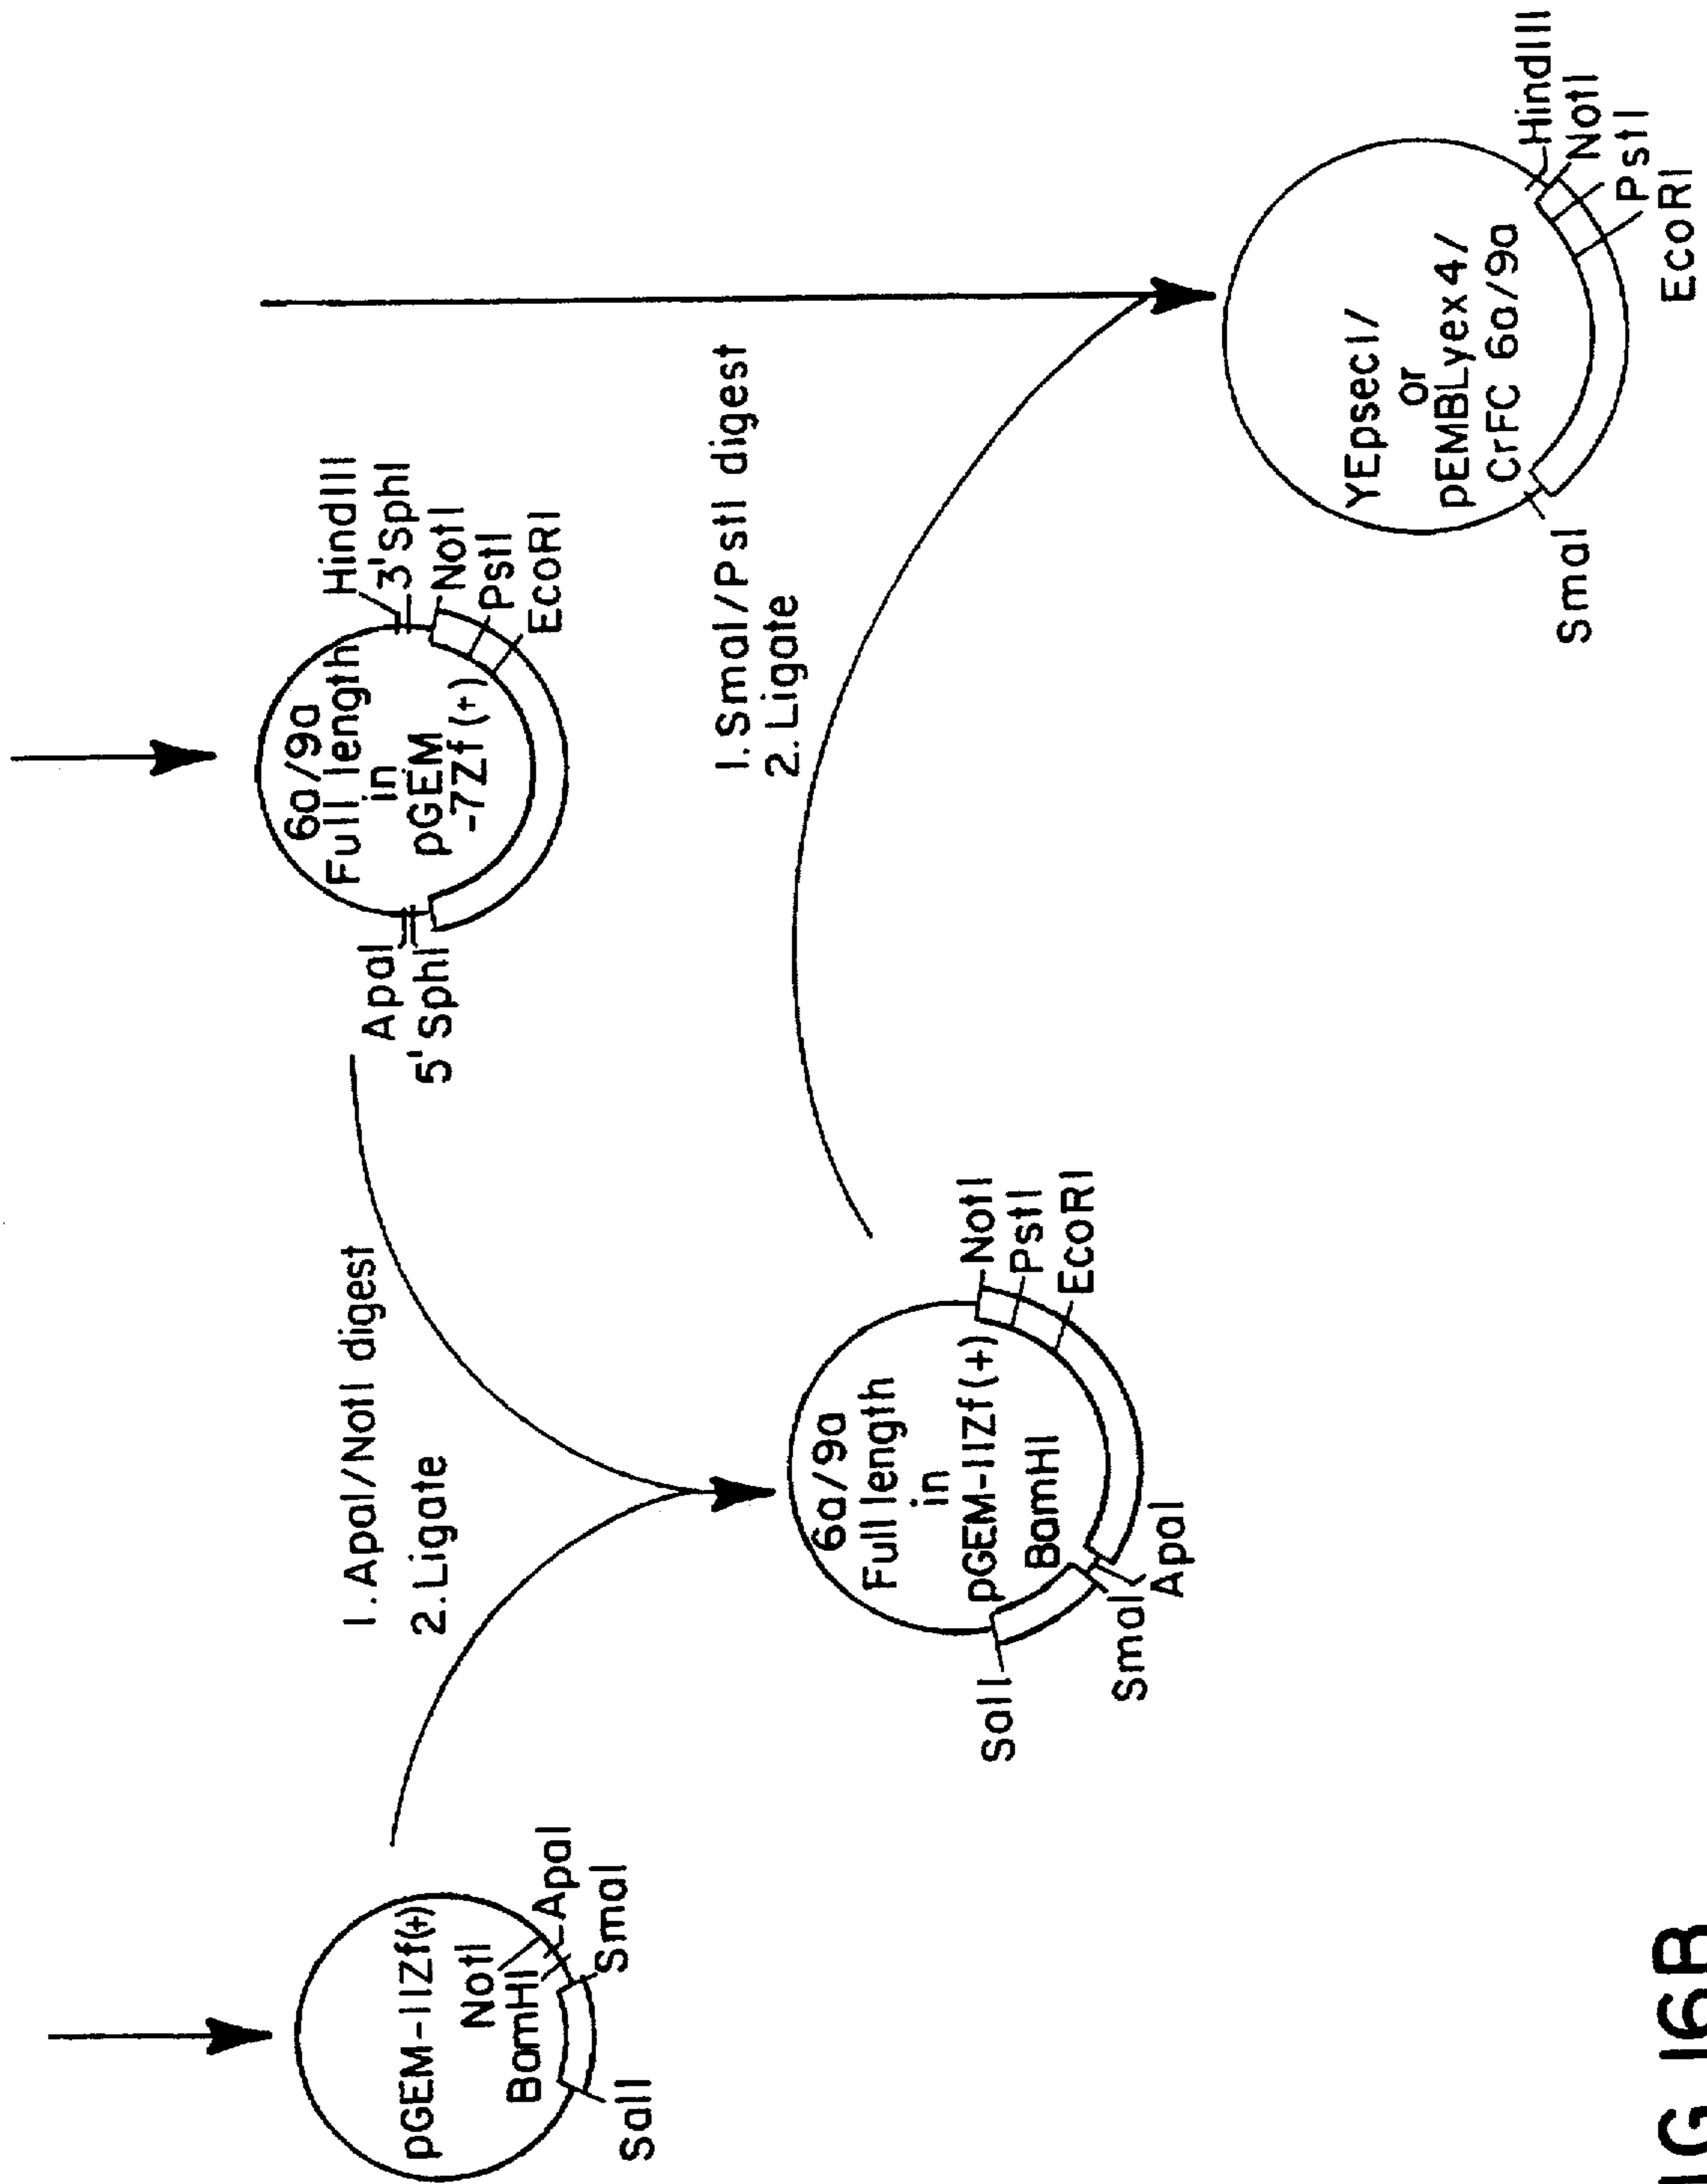 pGEM-11Zf(+)
NotI
BamHI
ApaI
SmaI
SalI
1. ApaI/NotI digest
2. Ligate
6a/9a
Full length
in
pGEM
-7Zf(+)
ApaI
5'SphI
HindIII
3'SphI
NotI
PstI
EcoRI
6a/9a
Full length
in
pGEM-11Zf(+)
BamHI
SalI
SmaI
ApaI
NotI
PstI
EcoRI
1. SmaI/PstI digest
2. Ligate
YEpsec1/
or
pEMBLyex4/
CrFC 6a/9a
SmaI
HindIII
NotI
PstI
EcoRI
IG 16B